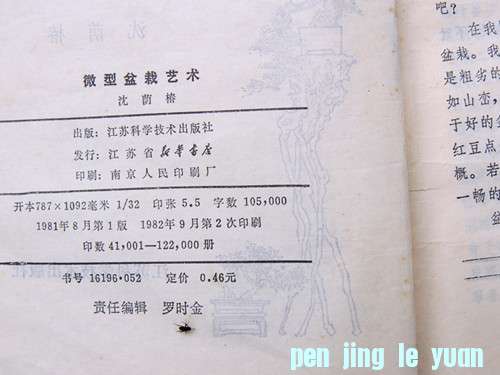 微型盆栽艺术
沈荫椿
出版：江苏科学技术出版社
发行：江苏省新华书店
印刷：南京人民印刷厂
开本787×1092毫米 1/32 印张 5.5 字数 105,000
1981年8月第1版 1982年9月第2次印刷
印数 41,001—122,000 册
书号 16196·052 定价 0.46元
责任编辑 罗时金
吧？
在我
盆栽。我
是粗劣的
如山峦，
于好的盆
红豆点
概。若
一畅的
pen jing le yuan